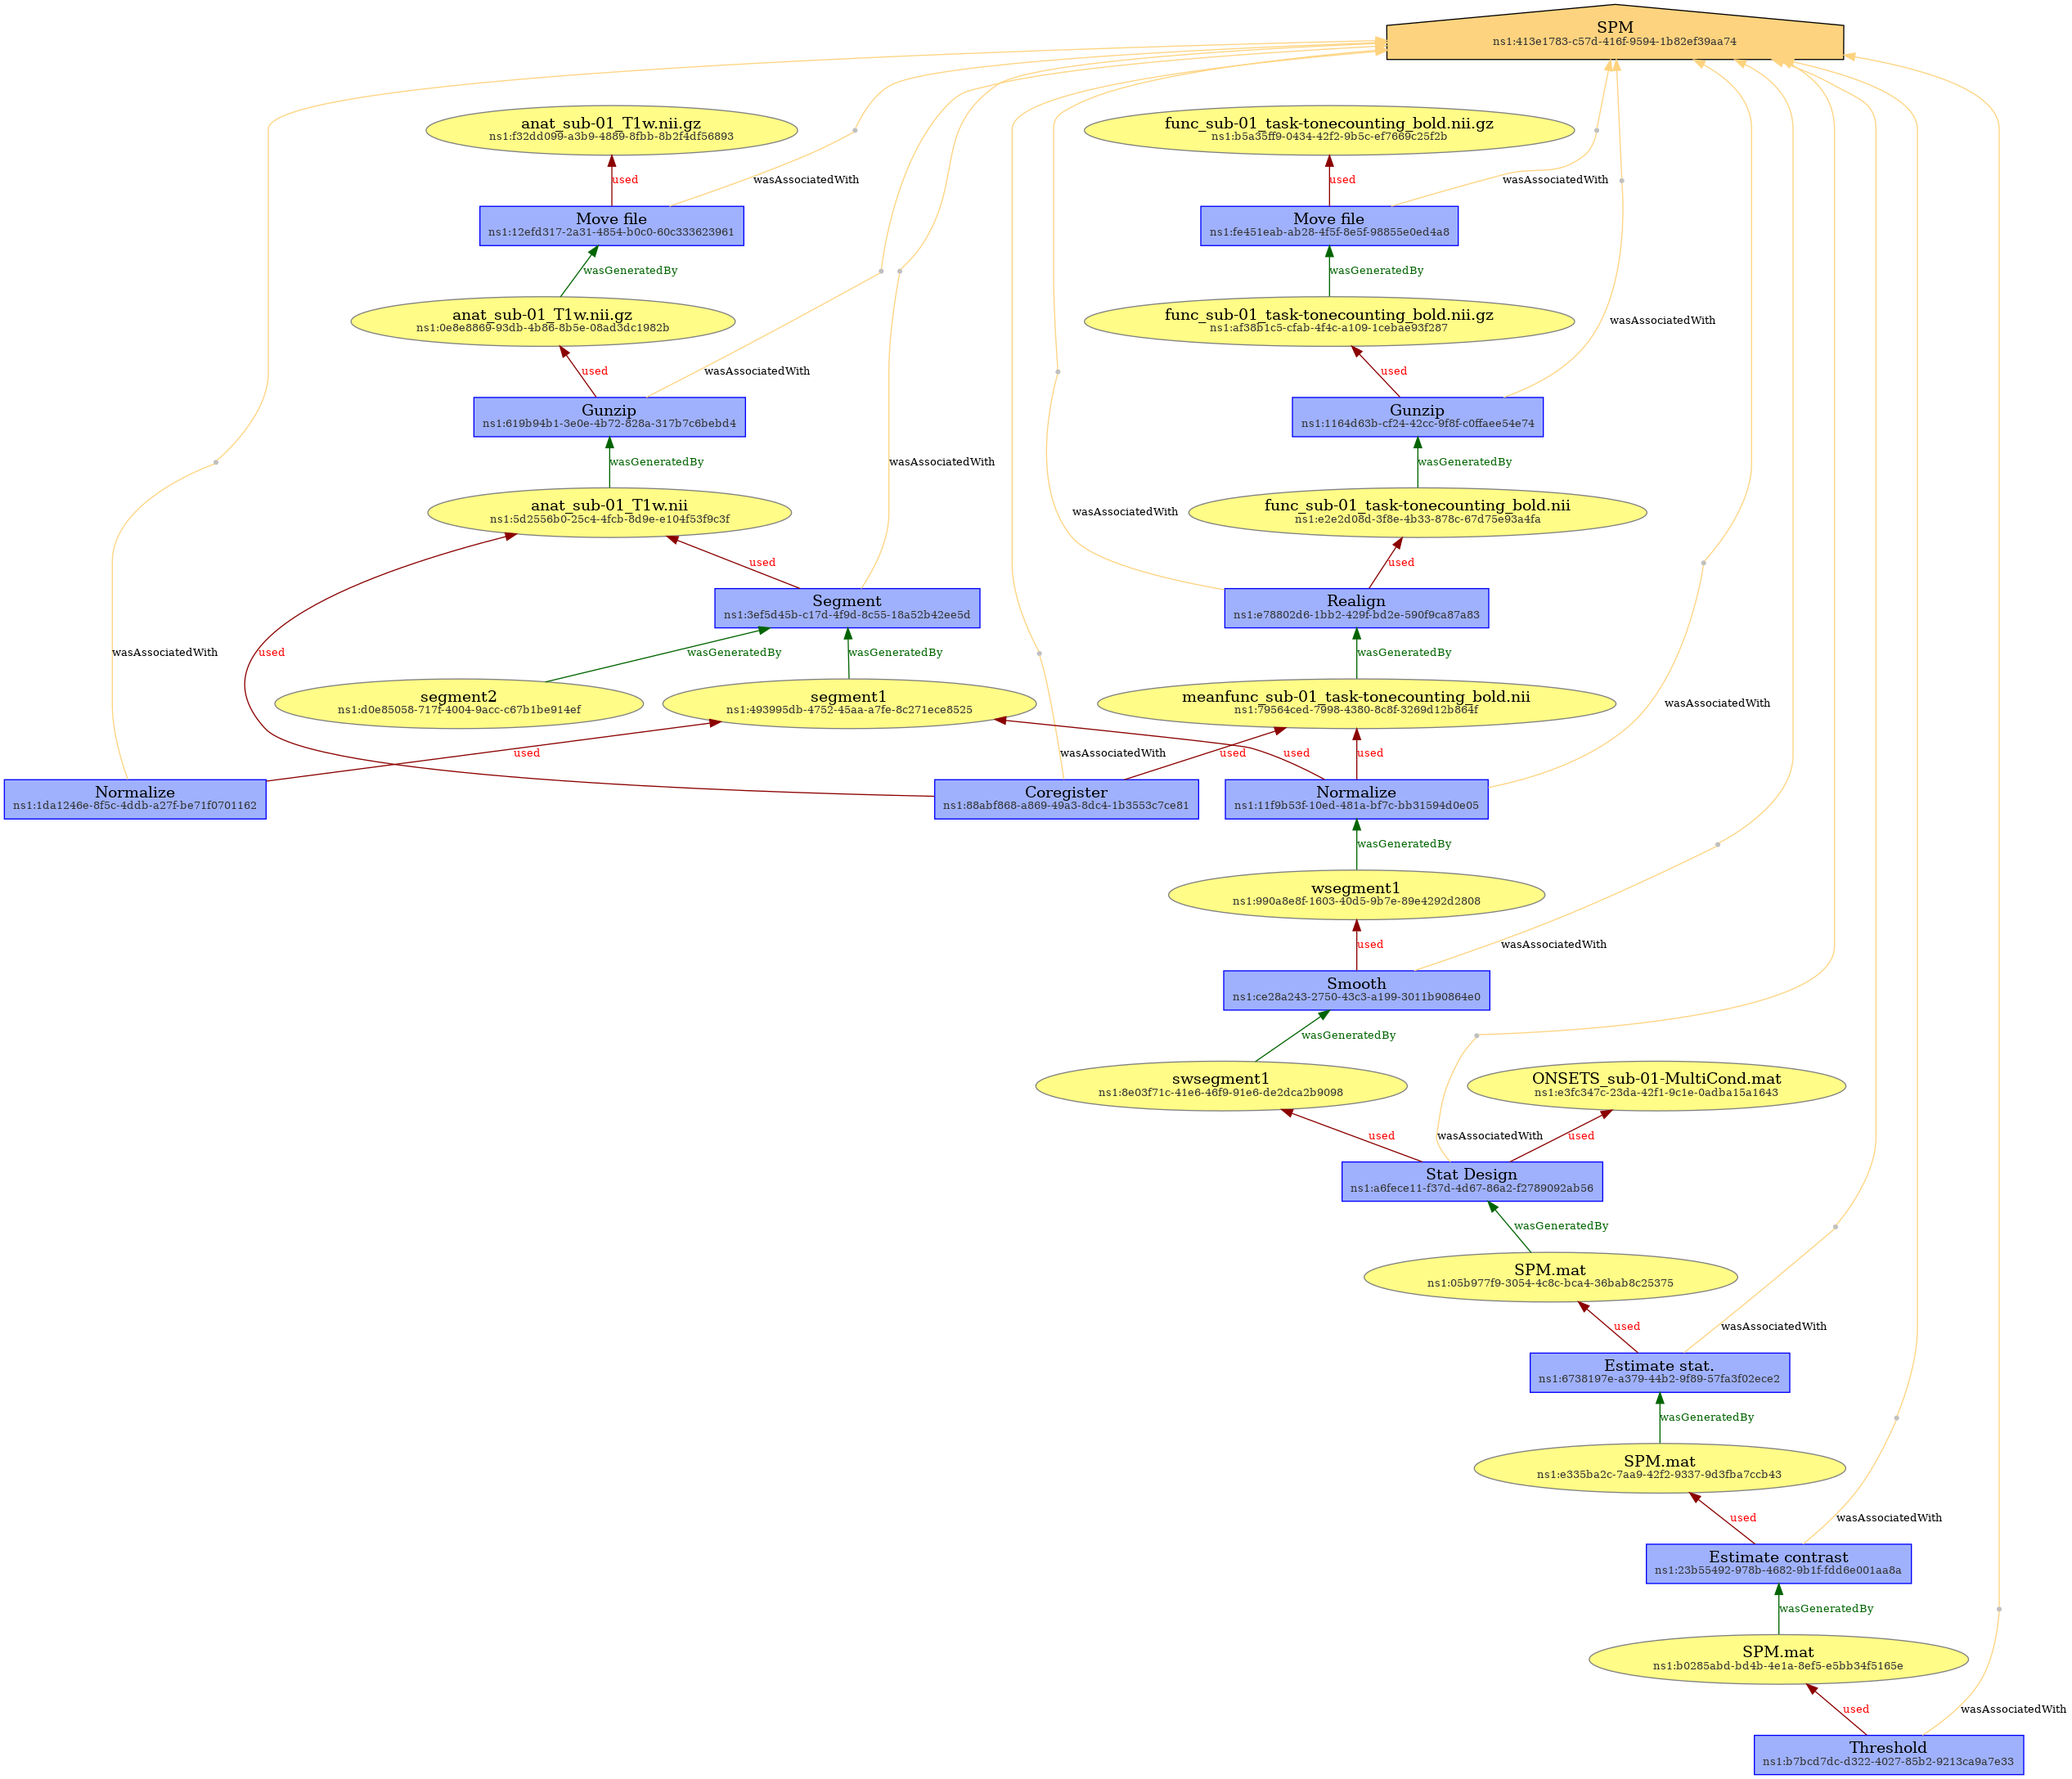 SPM
ns1:413e1783-c57d-416f-9594-1b82ef39aa74
anat_sub-01_T1w.nii.gz
ns1:f32dd099-a3b9-4889-8fbb-8b2f4df56893
func_sub-01_task-tonecounting_bold.nii.gz
ns1:b5a35ff9-0434-42f2-9b5c-ef7669c25f2b
used
wasAssociatedWith
used
wasAssociatedWith
Move file
ns1:12efd317-2a31-4854-b0c0-60c333623961
Move file
ns1:fe451eab-ab28-4f5f-8e5f-98855e0ed4a8
wasGeneratedBy
wasGeneratedBy
anat_sub-01_T1w.nii.gz
ns1:0e8e8869-93db-4b86-8b5e-08ad3dc1982b
func_sub-01_task-tonecounting_bold.nii.gz
ns1:af38b1c5-cfab-4f4c-a109-1cebae93f287
wasAssociatedWith
used
wasAssociatedWith
used
Gunzip
ns1:619b94b1-3e0e-4b72-828a-317b7c6bebd4
Gunzip
ns1:1164d63b-cf24-42cc-9f8f-c0ffaee54e74
wasGeneratedBy
wasAssociatedWith
wasGeneratedBy
anat_sub-01_T1w.nii
ns1:5d2556b0-25c4-4fcb-8d9e-e104f53f9c3f
wasAssociatedWith
func_sub-01_task-tonecounting_bold.nii
ns1:e2e2d08d-3f8e-4b33-878c-67d75e93a4fa
used
used
Segment
ns1:3ef5d45b-c17d-4f9d-8c55-18a52b42ee5d
Realign
ns1:e78802d6-1bb2-429f-bd2e-590f9ca87a83
wasAssociatedWith
used
wasGeneratedBy
wasGeneratedBy
wasGeneratedBy
segment2
ns1:d0e85058-717f-4004-9acc-c67b1be914ef
segment1
ns1:493995db-4752-45aa-a7fe-8c271ece8525
meanfunc_sub-01_task-tonecounting_bold.nii
ns1:79564ced-7998-4380-8c8f-3269d12b864f
wasAssociatedWith
used
wasAssociatedWith
used
used
used
Normalize
ns1:1da1246e-8f5c-4ddb-a27f-be71f0701162
Coregister
ns1:88abf868-a869-49a3-8dc4-1b3553c7ce81
Normalize
ns1:11f9b53f-10ed-481a-bf7c-bb31594d0e05
wasGeneratedBy
wsegment1
ns1:990a8e8f-1603-40d5-9b7e-89e4292d2808
used
wasAssociatedWith
Smooth
ns1:ce28a243-2750-43c3-a199-3011b90864e0
wasGeneratedBy
swsegment1
ns1:8e03f71c-41e6-46f9-91e6-de2dca2b9098
ONSETS_sub-01-MultiCond.mat
ns1:e3fc347c-23da-42f1-9c1e-0adba15a1643
used
wasAssociatedWith
used
Stat Design
ns1:a6fece11-f37d-4d67-86a2-f2789092ab56
wasGeneratedBy
SPM.mat
ns1:05b977f9-3054-4c8c-bca4-36bab8c25375
used
wasAssociatedWith
Estimate stat.
ns1:6738197e-a379-44b2-9f89-57fa3f02ece2
wasGeneratedBy
SPM.mat
ns1:e335ba2c-7aa9-42f2-9337-9d3fba7ccb43
used
wasAssociatedWith
Estimate contrast
ns1:23b55492-978b-4682-9b1f-fdd6e001aa8a
wasGeneratedBy
SPM.mat
ns1:b0285abd-bd4b-4e1a-8ef5-e5bb34f5165e
used
wasAssociatedWith
Threshold
ns1:b7bcd7dc-d322-4027-85b2-9213ca9a7e33